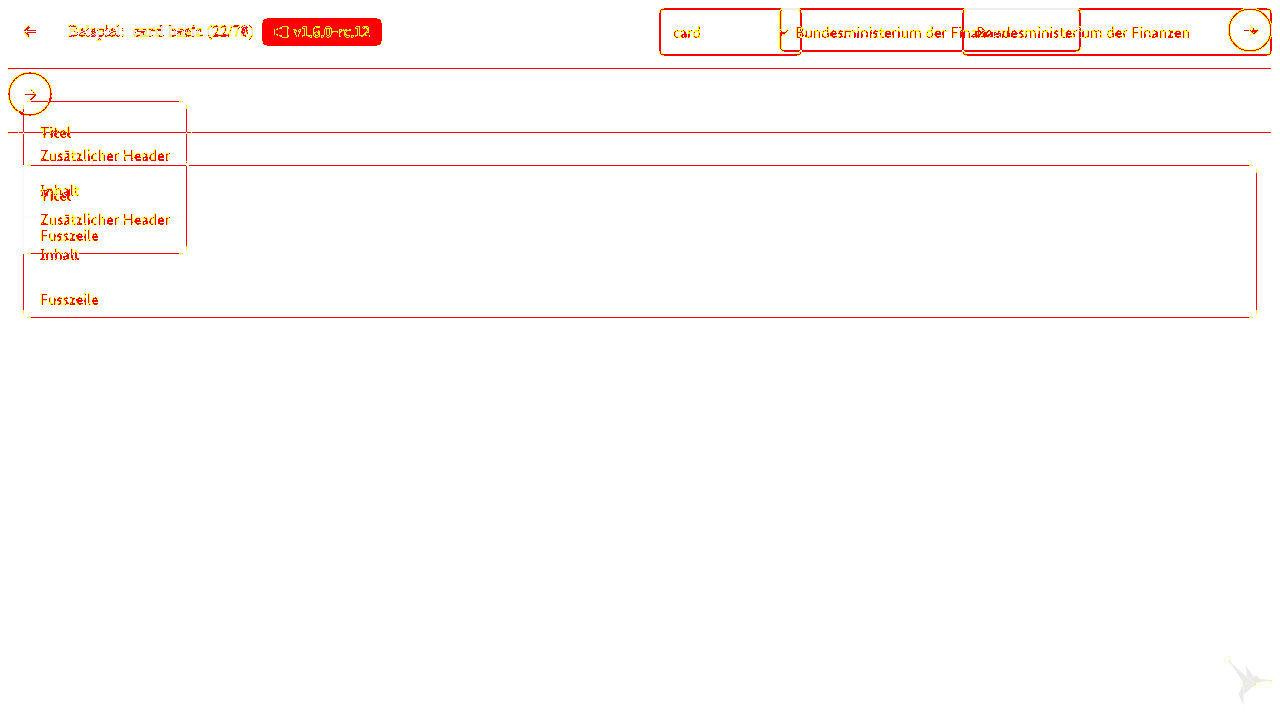 Beispiel: card basic (22/78) v1.6.0-rc.12 card Bundesministerium der Finanzen Bundesministerium der Finanzen
Titel
Zusätzlicher Header
Inhalt
Titel
Zusätzlicher Header
Fusszeile
Inhalt
Fusszeile